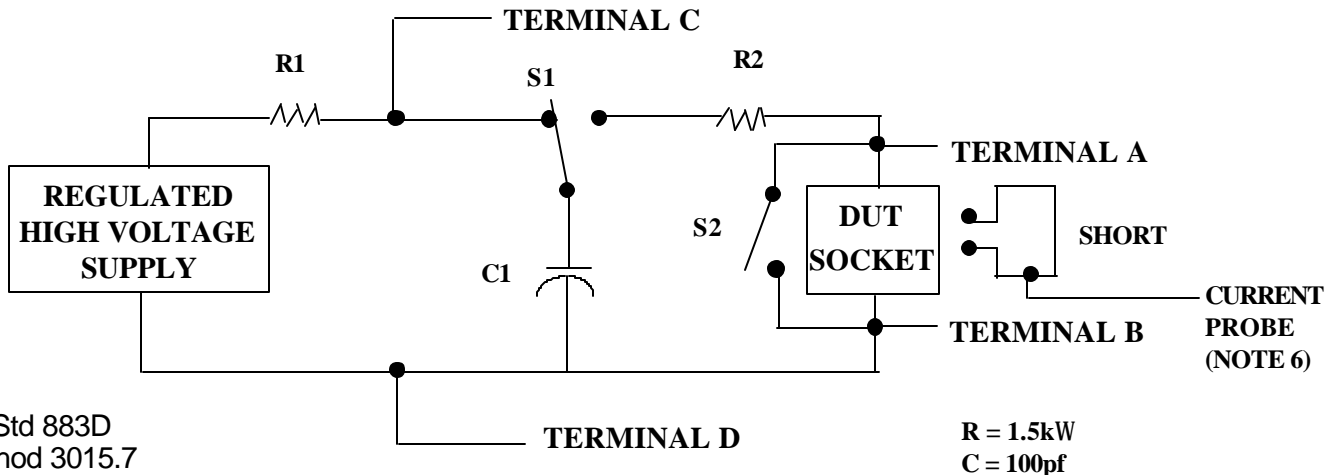 TERMINAL C
R1
S1
R2
TERMINAL A
REGULATED
HIGH VOLTAGE
SUPPLY
S2
DUT
SOCKET
SHORT
C1
CURRENT
PROBE
(NOTE 6)
TERMINAL B
Std 883D
hod 3015.7
TERMINAL D
R = 1.5kW
C = 100pf